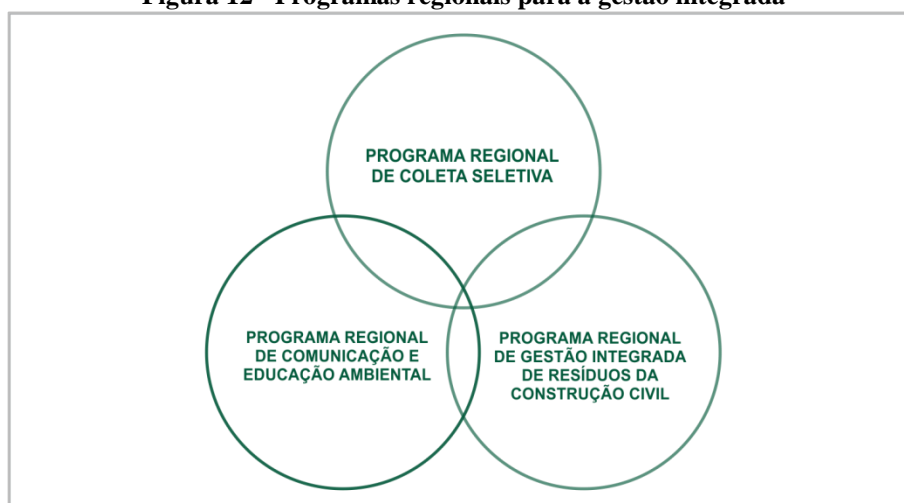 Figura 12 - Programas regionais para a gestão integrada
PROGRAMA REGIONAL
DE COLETA SELETIVA
PROGRAMA REGIONAL
DE COMUNICAÇÃO E
EDUCAÇÃO AMBIENTAL
PROGRAMA REGIONAL
DE GESTÃO INTEGRADA
DE RESÍDUOS DA
CONSTRUÇÃO CIVIL